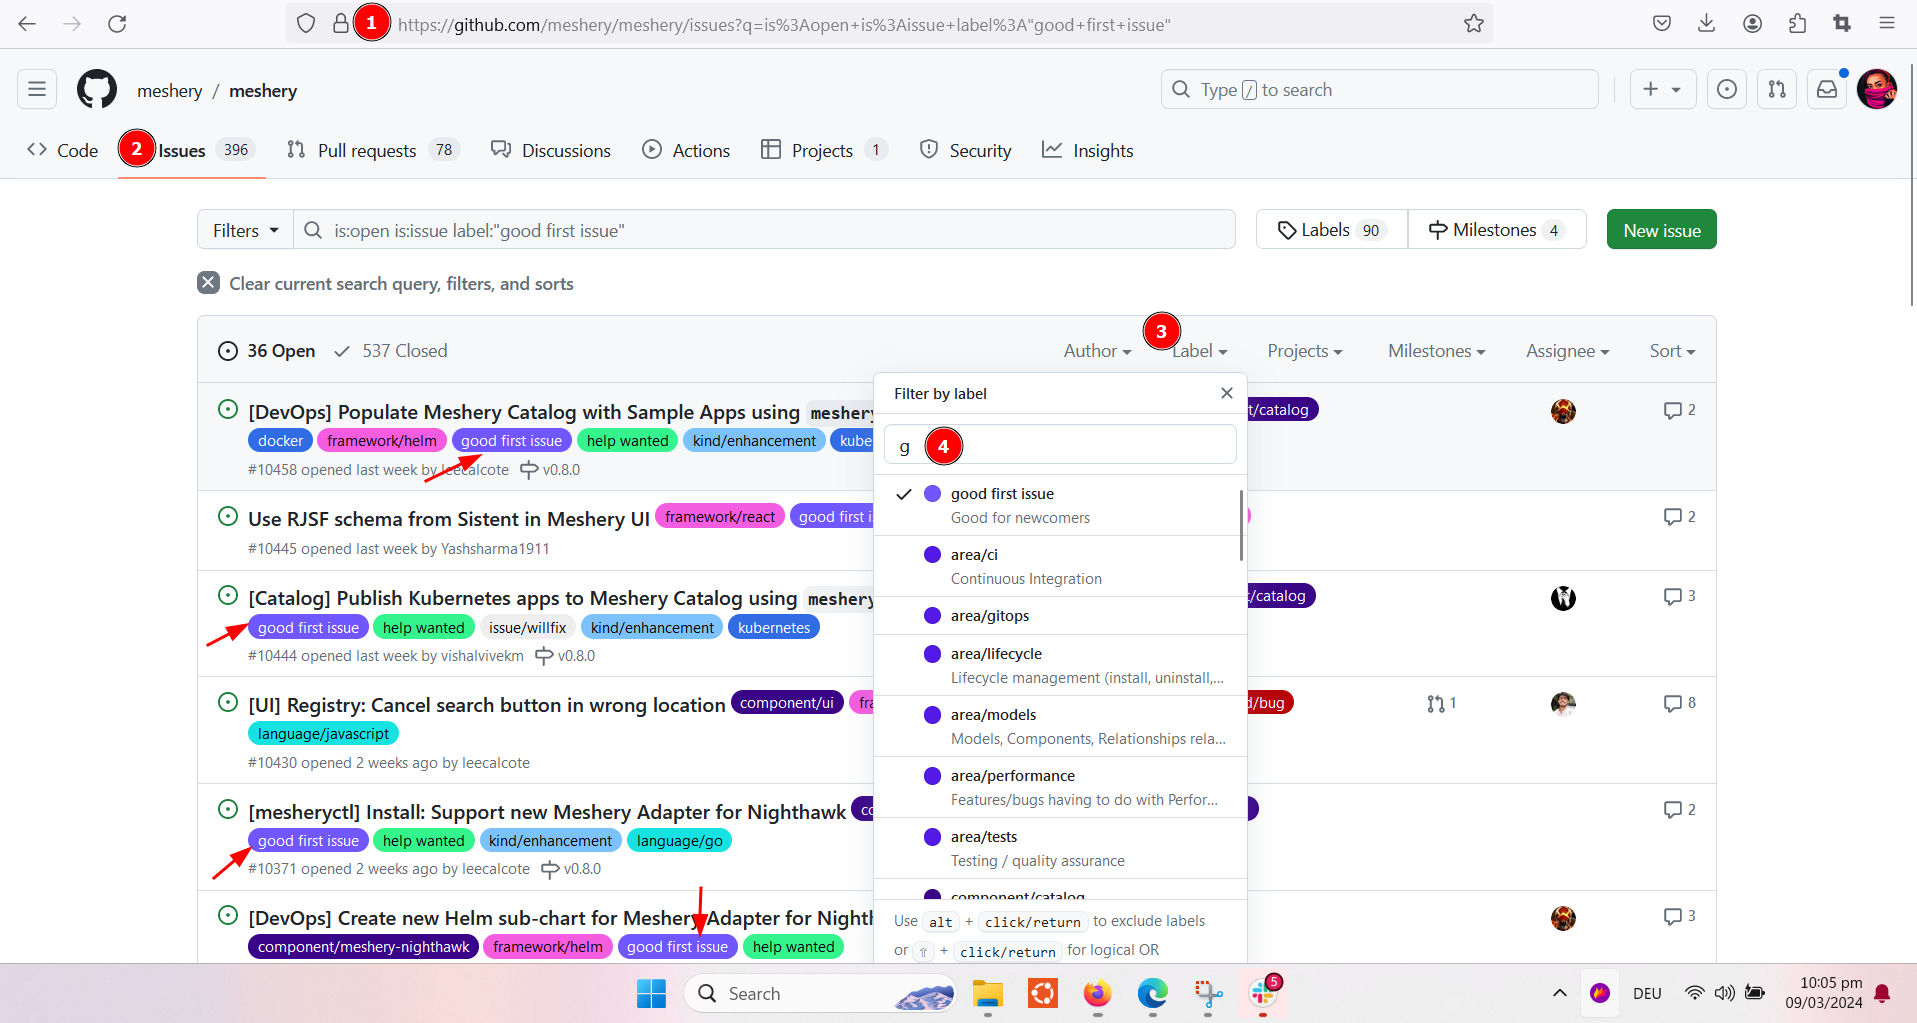 1 https://github.com/meshery/meshery/issues?q=is%3Aopen+is%3Aissue+label%3A"good+first+issue"
meshery / meshery
Type / to search
Code
2 Issues 396
Pull requests 78
Discussions
Actions
Projects 1
Security
Insights
Filters
is:open is:issue label:"good first issue"
Labels 90
Milestones 4
New issue
Clear current search query, filters, and sorts
3
36 Open 537 Closed
Author Label Projects Milestones Assignee Sort
[DevOps] Populate Meshery Catalog with Sample Apps using meshery
t/catalog
2
docker framework/helm good first issue help wanted kind/enhancement kube
#10458 opened last week by leecalcote v0.8.0
Use RJSF schema from Sistent in Meshery UI framework/react good first i
2
#10445 opened last week by Yashsharma1911
[Catalog] Publish Kubernetes apps to Meshery Catalog using meshery
t/catalog
3
good first issue help wanted issue/willfix kind/enhancement kubernetes
#10444 opened last week by vishalvivekm v0.8.0
[UI] Registry: Cancel search button in wrong location component/ui fra
d/bug
1
8
language/javascript
#10430 opened 2 weeks ago by leecalcote
[mesheryctl] Install: Support new Meshery Adapter for Nighthawk co
2
good first issue help wanted kind/enhancement language/go
#10371 opened 2 weeks ago by leecalcote v0.8.0
[DevOps] Create new Helm sub-chart for Meshery Adapter for Nighth
3
component/meshery-nighthawk framework/helm good first issue help wanted
Filter by label
g 4
good first issue
Good for newcomers
area/ci
Continuous Integration
area/gitops
area/lifecycle
Lifecycle management (install, uninstall,...
area/models
Models, Components, Relationships rela...
area/performance
Features/bugs having to do with Perfor...
area/tests
Testing / quality assurance
component/catalog
Use alt + click/return to exclude labels
or ⇧ + click/return for logical OR
Search
5
DEU
10:05 pm
09/03/2024